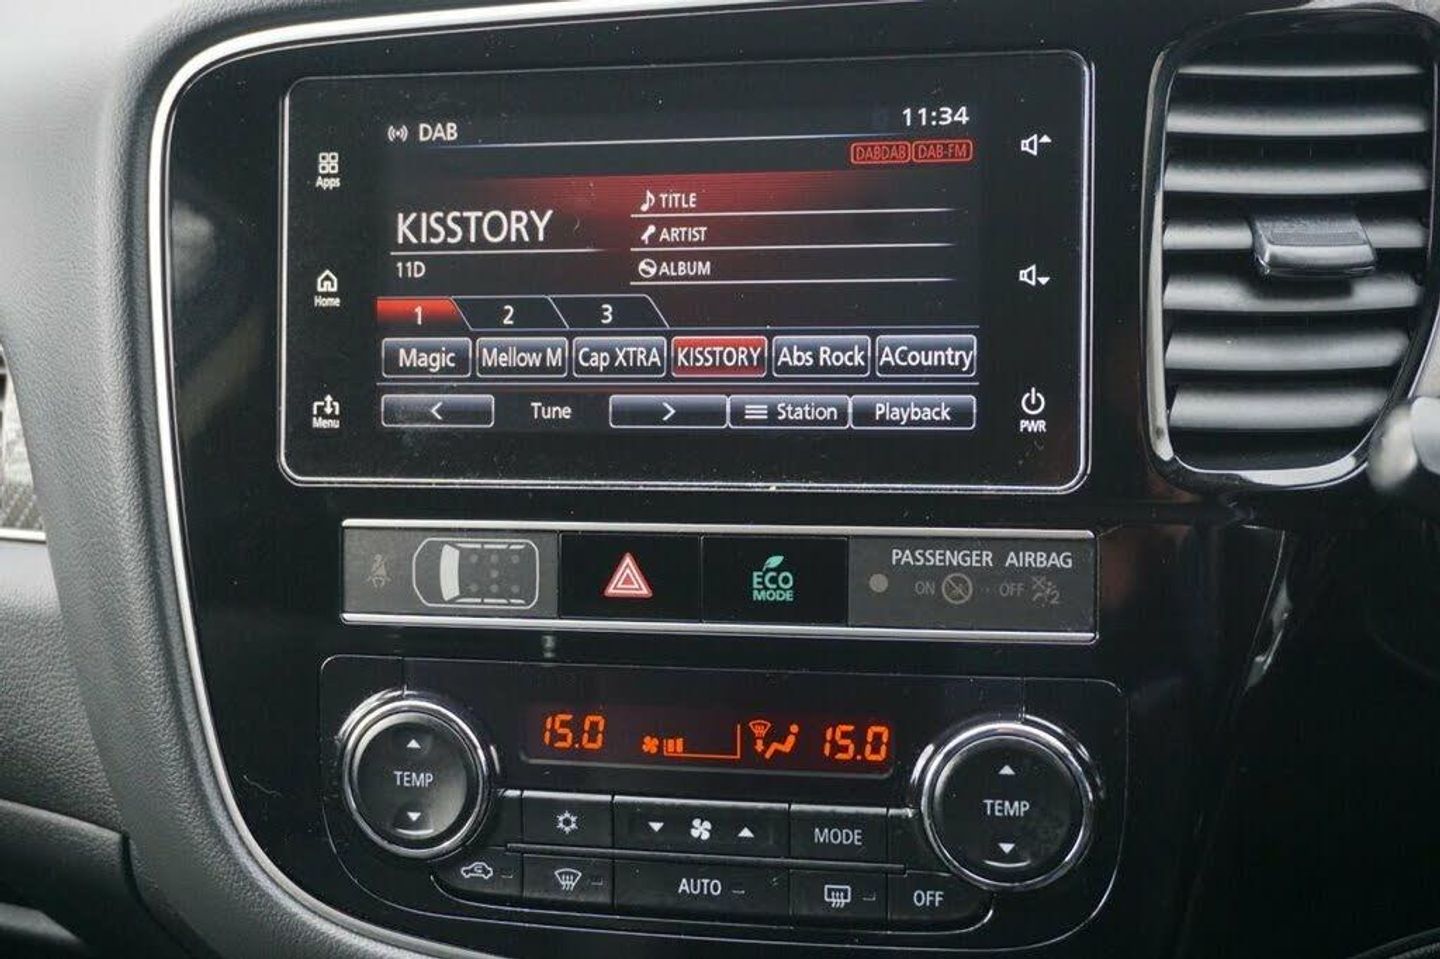 DAB
11:34
DABDAB DAB-FM
Apps
TITLE
KISSTORY
ARTIST
11D
ALBUM
Home
1 2 3
Magic Mellow M Cap XTRA KISSTORY Abs Rock ACountry
< Tune > Station Playback
Menu
PWR
PASSENGER AIRBAG
ECO
MODE
ON OFF
2
15.0 15.0
TEMP
TEMP
MODE
AUTO
OFF